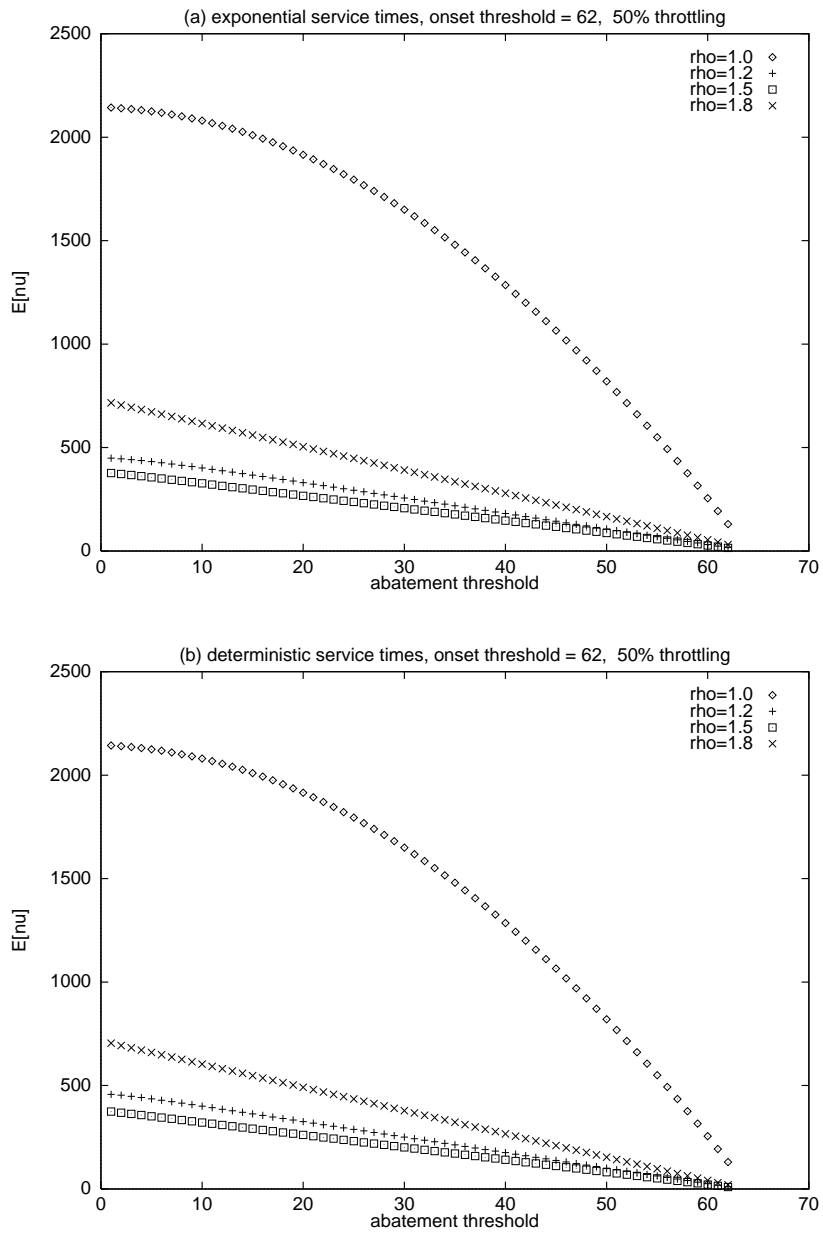 (a) exponential service times, onset threshold = 62, 50% throttling
2500
2000
1500
1000
500
0
E[nu]
rho=1.0
rho=1.2
rho=1.5
rho=1.8
0 10 20 30 40 50 60 70
abatement threshold
(b) deterministic service times, onset threshold = 62, 50% throttling
2500
2000
1500
1000
500
0
E[nu]
rho=1.0
rho=1.2
rho=1.5
rho=1.8
0 10 20 30 40 50 60 70
abatement threshold